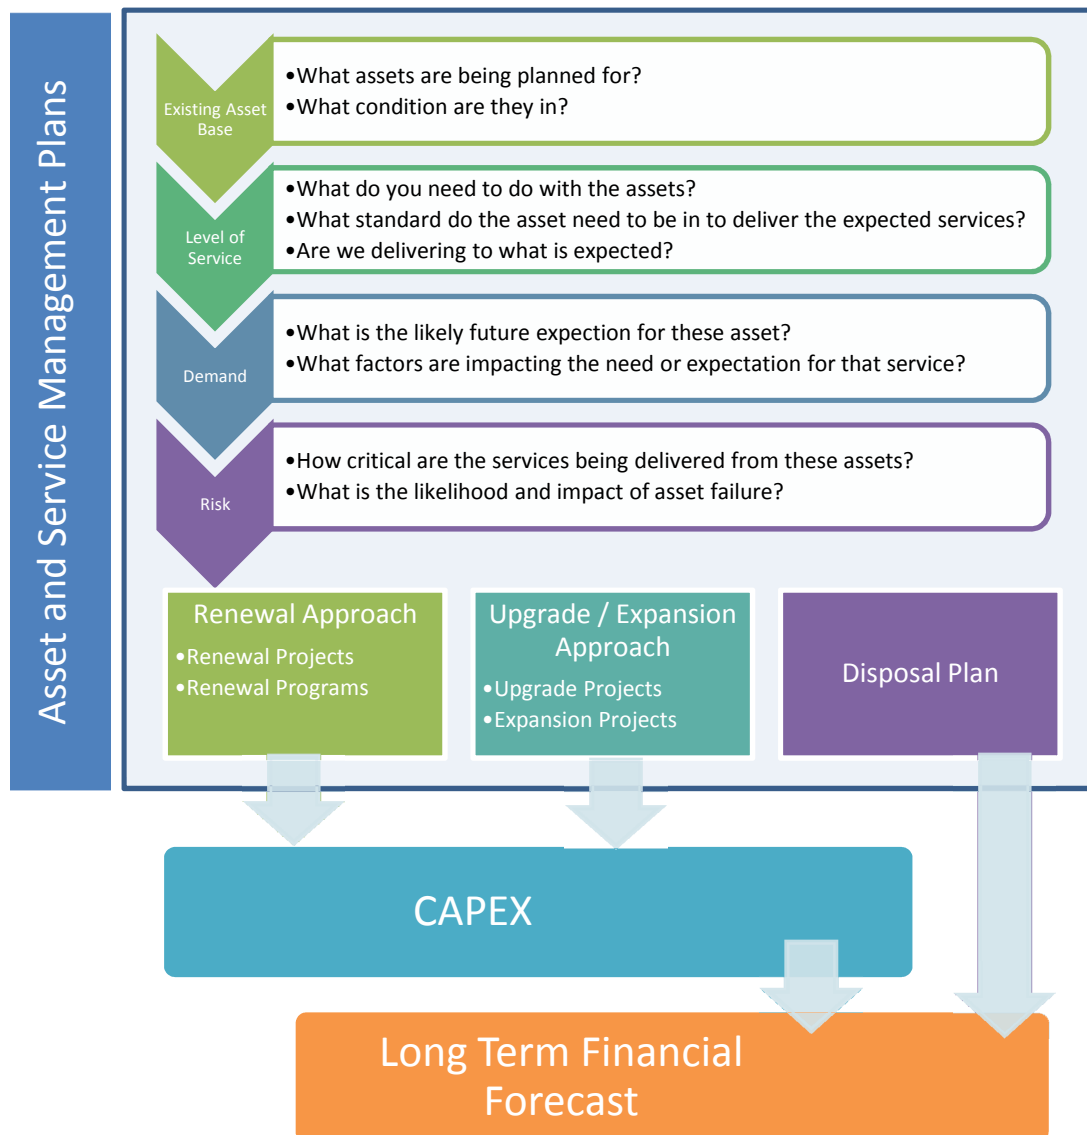 Asset and Service Management Plans
Existing Asset
Base
•What assets are being planned for?
•What condition are they in?
Level of
Service
•What do you need to do with the assets?
•What standard do the asset need to be in to deliver the expected services?
•Are we delivering to what is expected?
Demand
•What is the likely future expection for these asset?
•What factors are impacting the need or expectation for that service?
Risk
•How critical are the services being delivered from these assets?
•What is the likelihood and impact of asset failure?
Renewal Approach
•Renewal Projects
•Renewal Programs
Upgrade / Expansion
Approach
•Upgrade Projects
•Expansion Projects
Disposal Plan
CAPEX
Long Term Financial
Forecast